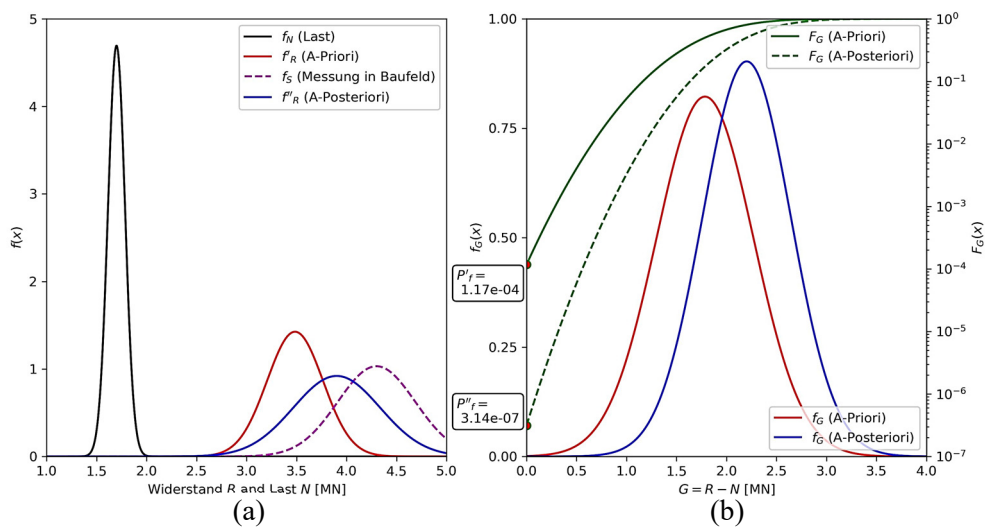 5
4
3
2
1
0
f(x)
1.0
1.5
2.0
2.5
3.0
3.5
4.0
4.5
5.0
Widerstand R and Last N [MN]
f_N (Last)
f'_R (A-Priori)
f_S (Messung in Baufeld)
f''_R (A-Posteriori)
(a)
1.00
0.75
0.50
0.25
0.00
f_G(x)
P'_f =
1.17e-04
P''_f =
3.14e-07
F_G (A-Priori)
F_G (A-Posteriori)
f_G (A-Priori)
f_G (A-Posteriori)
10^0
10^-1
10^-2
10^-3
10^-4
10^-5
10^-6
10^-7
F_G(x)
0.0
0.5
1.0
1.5
2.0
2.5
3.0
3.5
4.0
G = R − N [MN]
(b)